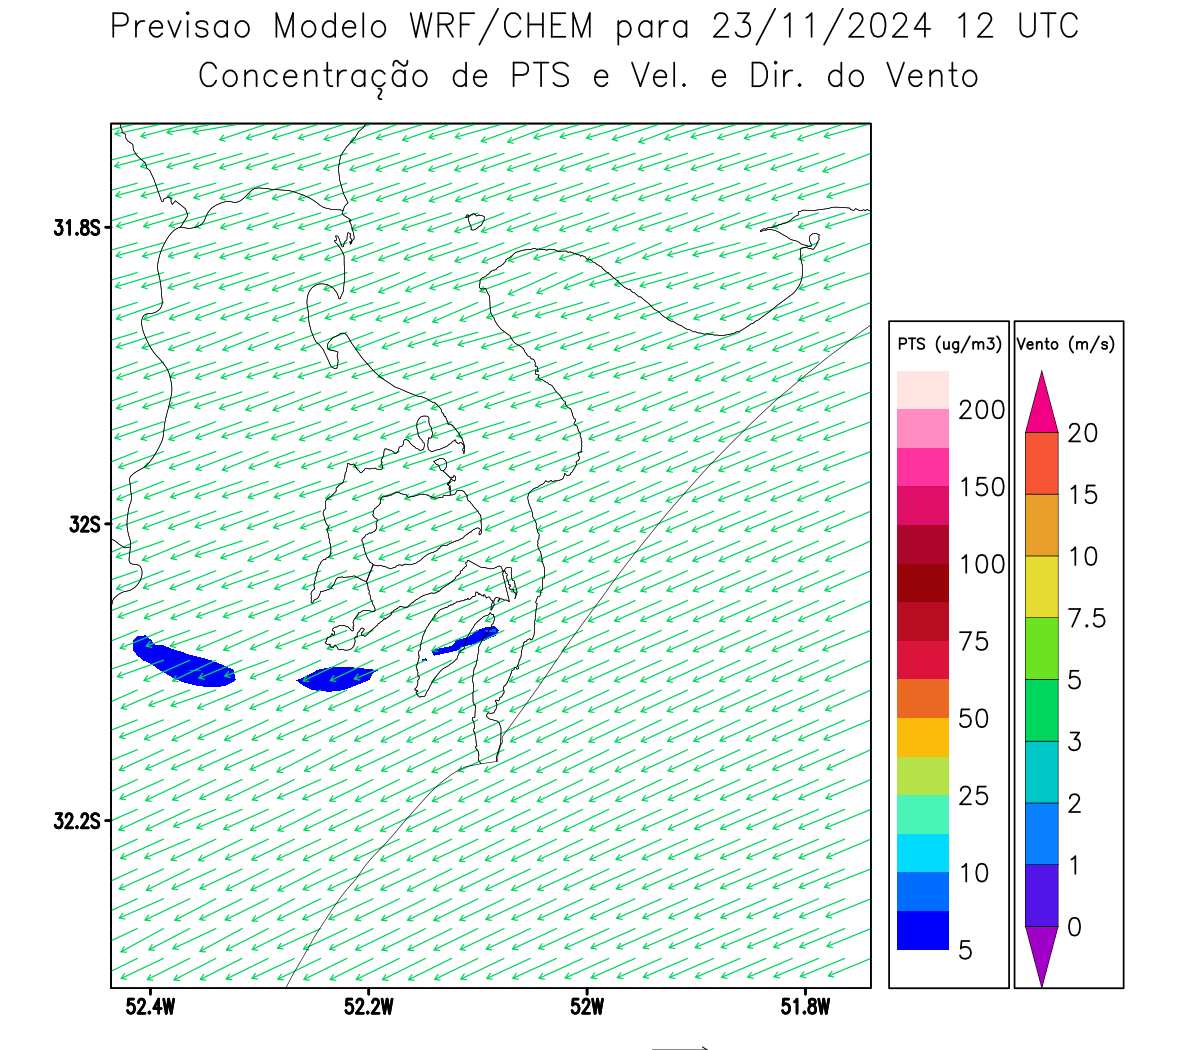 Previsao Modelo WRF/CHEM para 23/11/2024 12 UTC
Concentração de PTS e Vel. e Dir. do Vento
31.8S
32S
32.2S
52.4W
52.2W
52W
51.8W
PTS (ug/m3)
200
150
100
75
50
25
10
5
Vento (m/s)
20
15
10
7.5
5
3
2
1
0